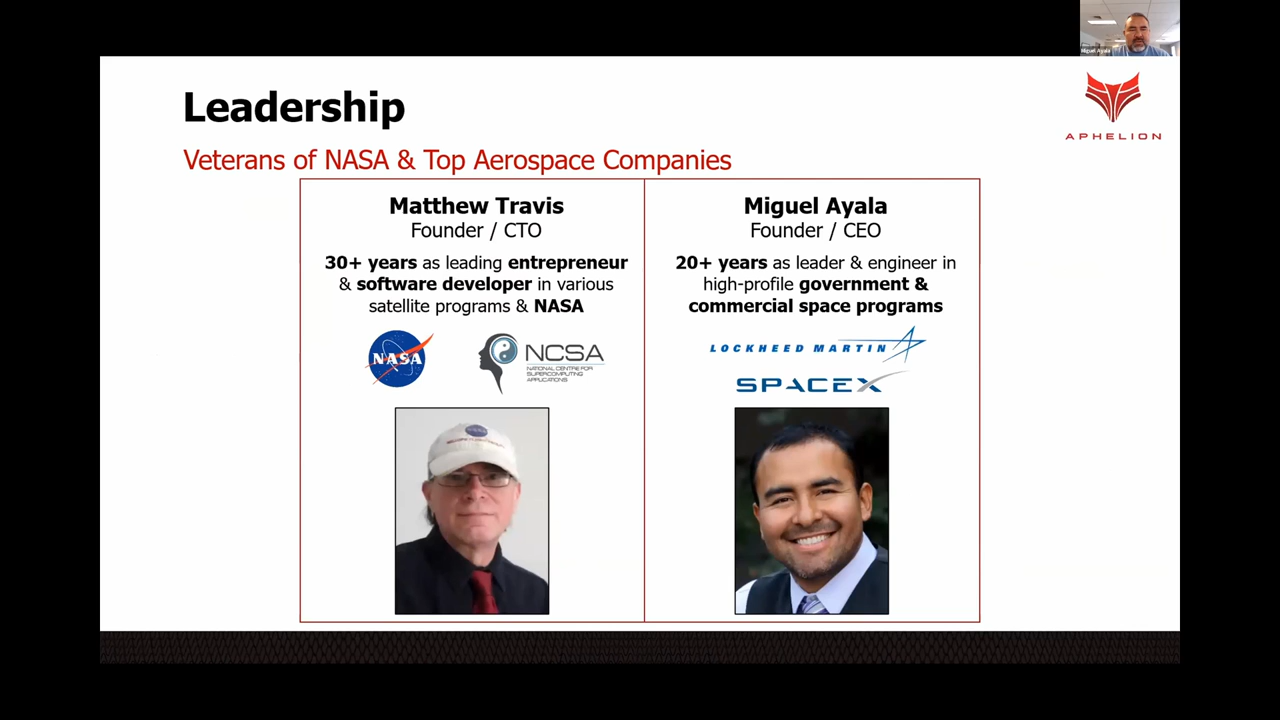 Miguel Ayala
Leadership
APHELION
Veterans of NASA & Top Aerospace Companies
Matthew Travis
Founder / CTO
30+ years as leading entrepreneur
& software developer in various
satellite programs & NASA
NASA
NCSA
NATIONAL CENTRE FOR
SUPERCOMPUTING
APPLICATIONS
Miguel Ayala
Founder / CEO
20+ years as leader & engineer in
high-profile government &
commercial space programs
LOCKHEED MARTIN
SPACEX